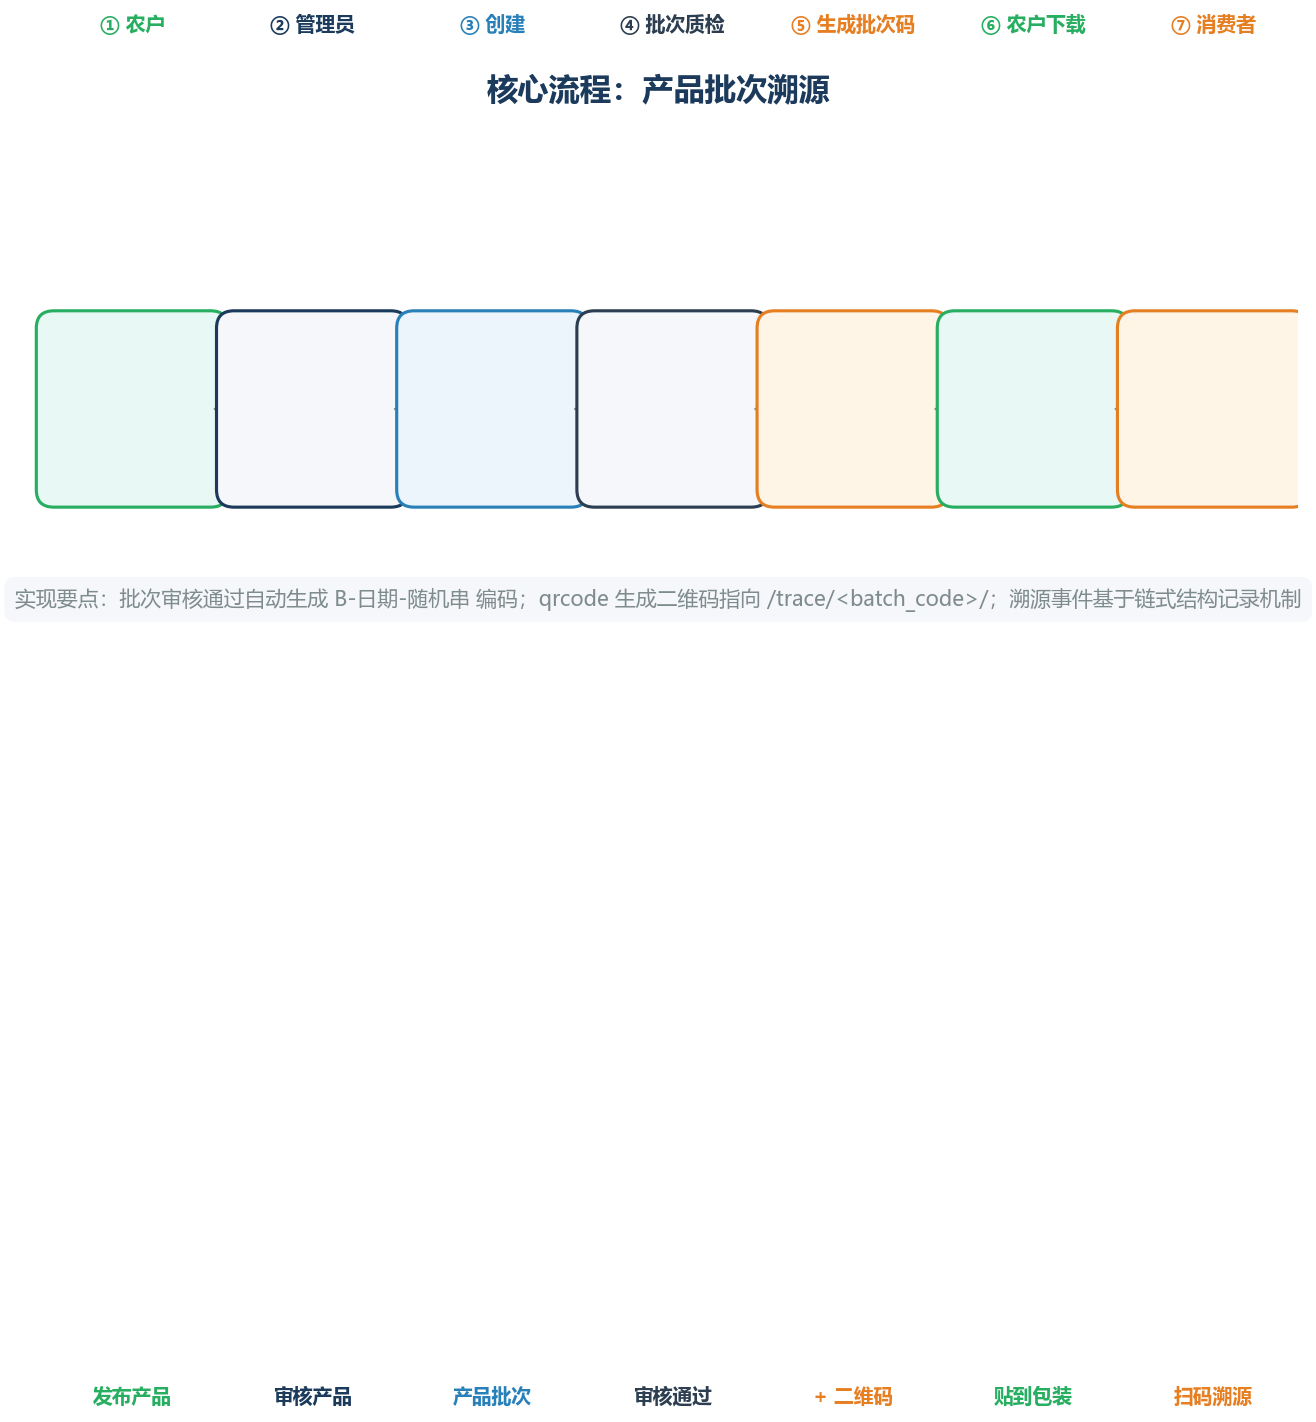 ① 农户
② 管理员
③ 创建
④ 批次质检
⑤ 生成批次码
⑥ 农户下载
⑦ 消费者
核心流程：产品批次溯源
实现要点：批次审核通过自动生成 B-日期-随机串 编码；qrcode 生成二维码指向 /trace/<batch_code>/；溯源事件基于链式结构记录机制
发布产品
审核产品
产品批次
审核通过
+ 二维码
贴到包装
扫码溯源